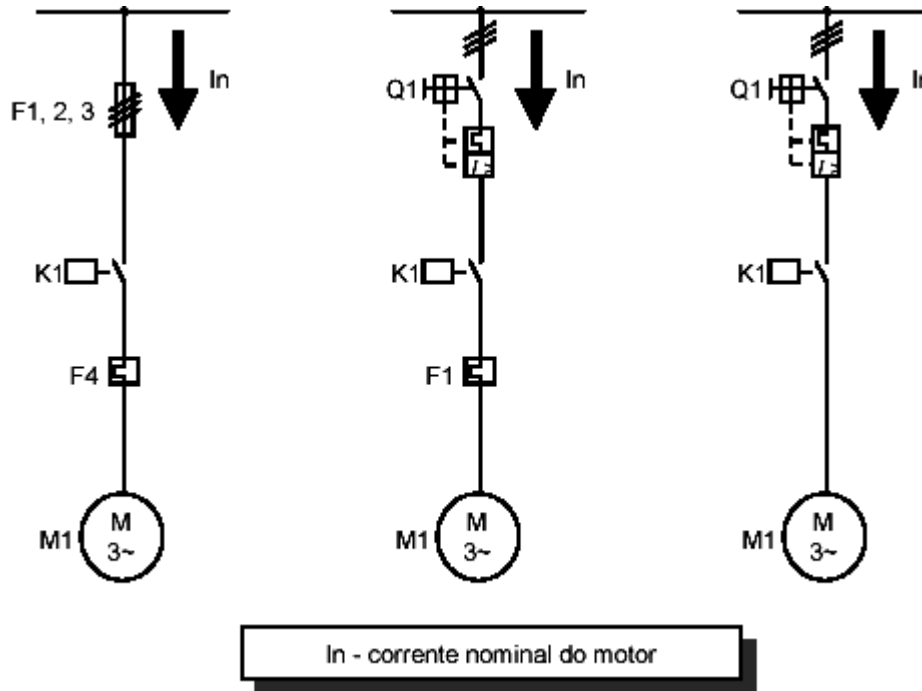 In
F1, 2, 3
K1
F4
M1
M
3~
In
Q1
I>
K1
F1
M1
M
3~
In
Q1
I>
K1
M1
M
3~
In - corrente nominal do motor